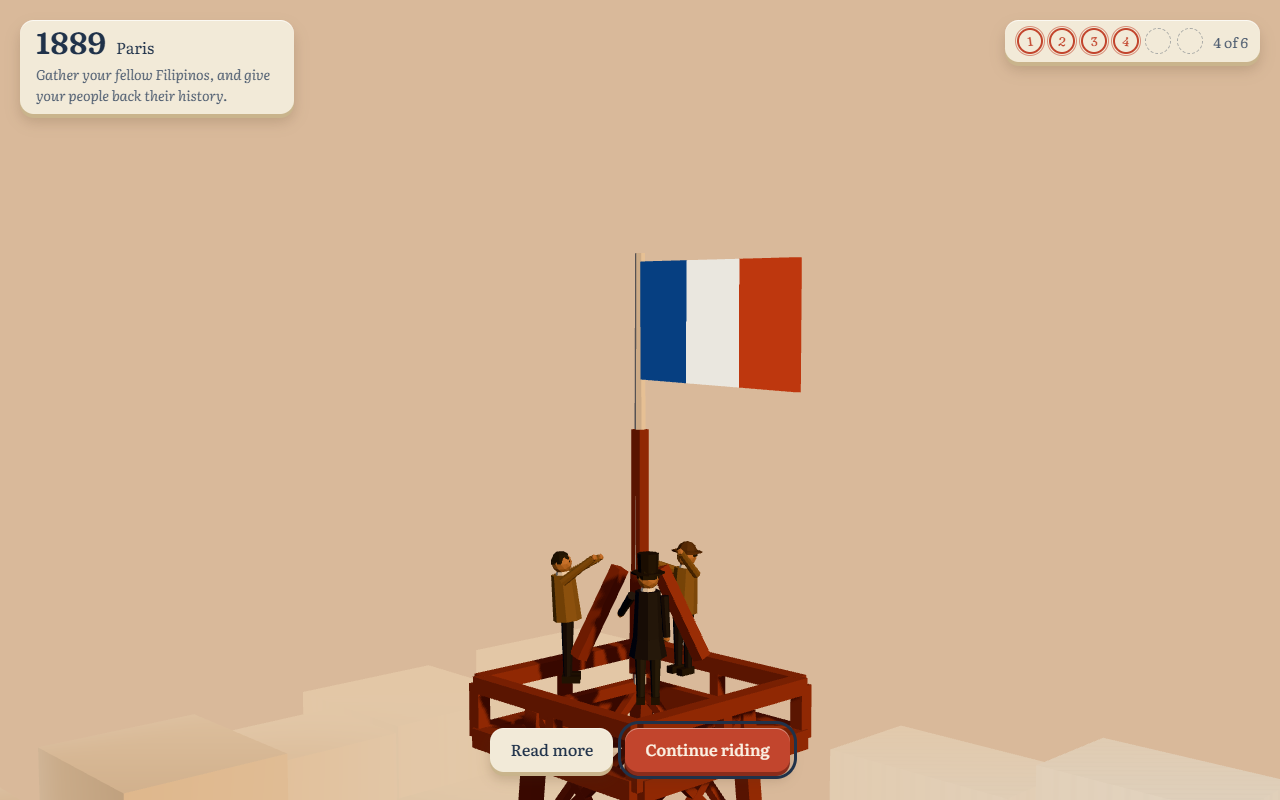 1889 Paris
Gather your fellow Filipinos, and give
your people back their history.
1 2 3 4 4 of 6
Read more
Continue riding